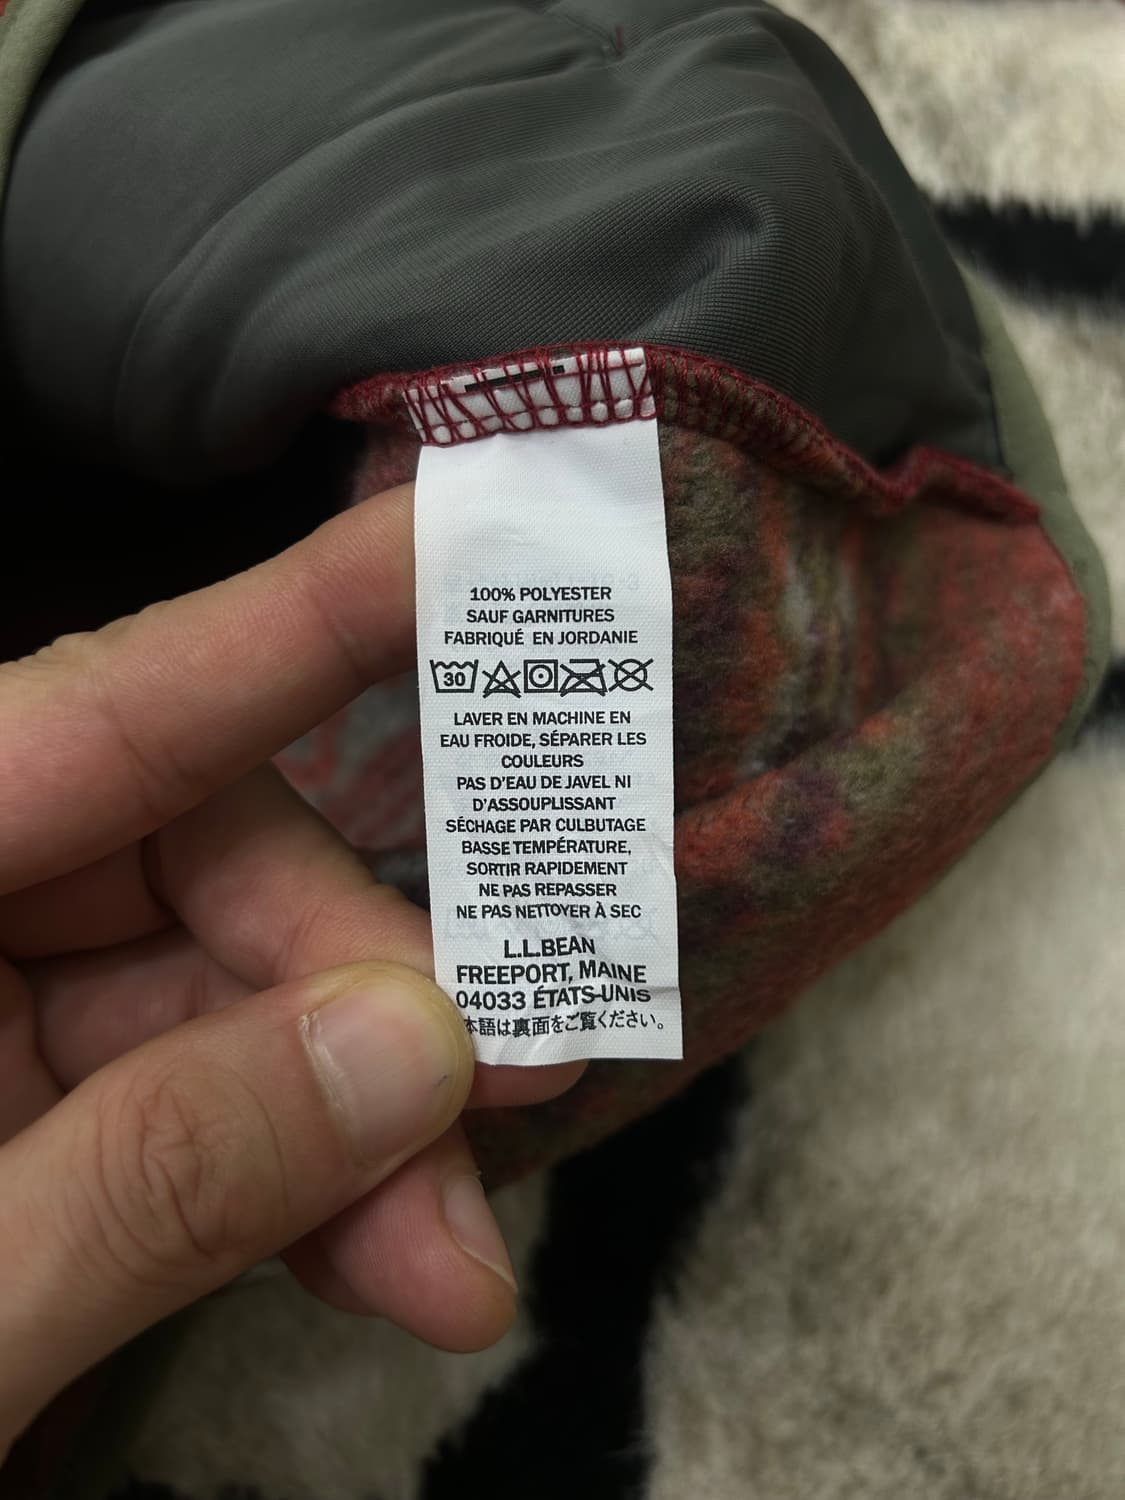 100% POLYESTER
SAUF GARNITURES
FABRIQUÉ EN JORDANIE
30
LAVER EN MACHINE EN
EAU FROIDE, SÉPARER LES
COULEURS
PAS D'EAU DE JAVEL NI
D'ASSOUPLISSANT
SÉCHAGE PAR CULBUTAGE
BASSE TEMPÉRATURE,
SORTIR RAPIDEMENT
NE PAS REPASSER
NE PAS NETTOYER À SEC
L.L.BEAN
FREEPORT, MAINE
04033 ÉTATS-UNIS
本語は裏面をご覧ください。